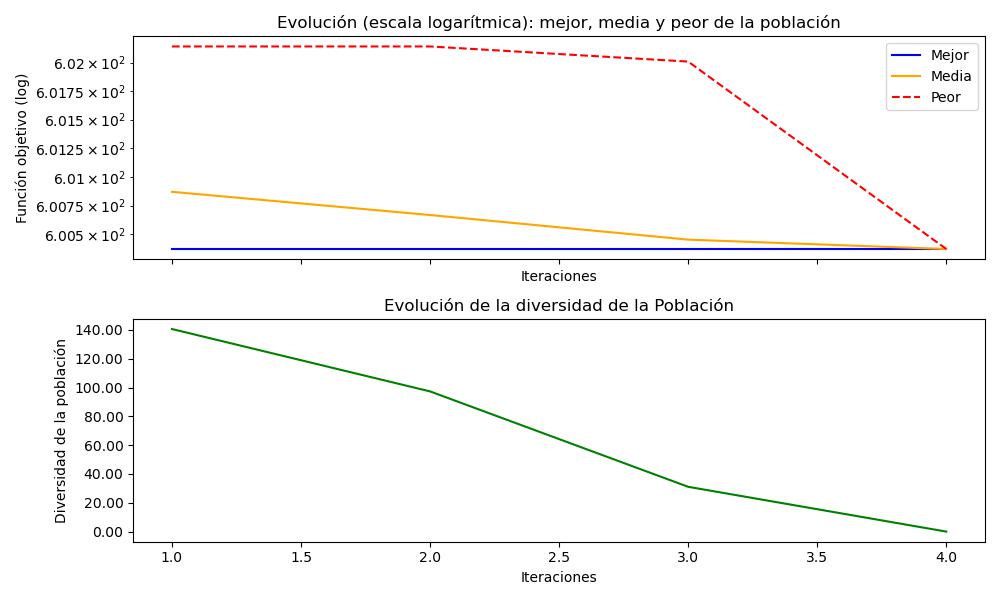 Evolución (escala logarítmica): mejor, media y peor de la población
Función objetivo (log)
6.02 × 10²
6.0175 × 10²
6.015 × 10²
6.0125 × 10²
6.01 × 10²
6.0075 × 10²
6.005 × 10²
Mejor
Media
Peor
Iteraciones
Evolución de la diversidad de la Población
Diversidad de la población
140.00
120.00
100.00
80.00
60.00
40.00
20.00
0.00
1.0 1.5 2.0 2.5 3.0 3.5 4.0
Iteraciones